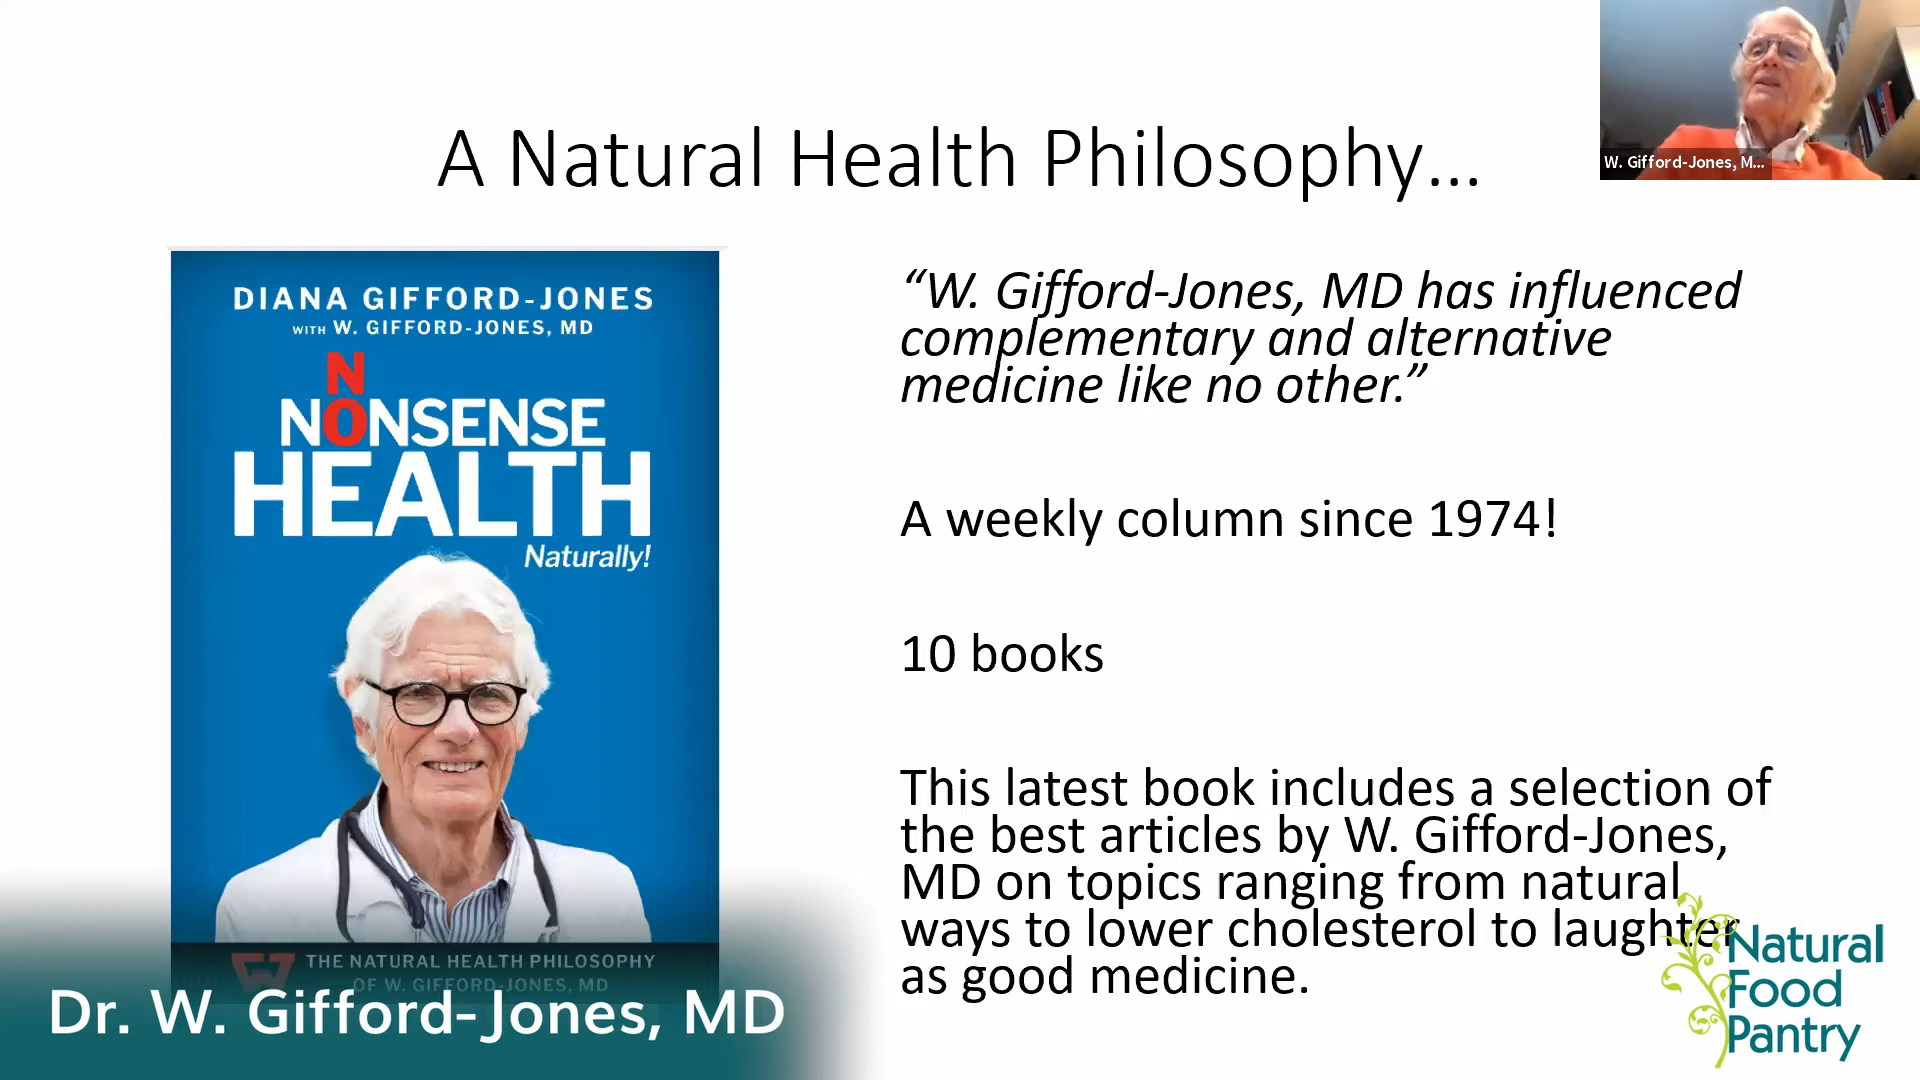 W. Gifford-Jones, M...
A Natural Health Philosophy...
DIANA GIFFORD-JONES
WITH W. GIFFORD-JONES, MD
NO
NONSENSE
HEALTH
Naturally!
THE NATURAL HEALTH PHILOSOPHY
OF W. GIFFORD-JONES, MD
“W. Gifford-Jones, MD has influenced
complementary and alternative
medicine like no other.”
A weekly column since 1974!
10 books
This latest book includes a selection of
the best articles by W. Gifford-Jones,
MD on topics ranging from natural
ways to lower cholesterol to laughter
as good medicine.
Dr. W. Gifford-Jones, MD
Natural
Food
Pantry